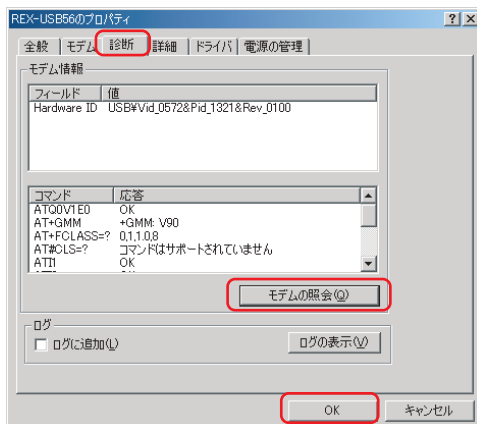 REX-USB56のプロパティ
全般 モデム 診断 詳細 ドライバ 電源の管理
モデム情報
フィールド 値
Hardware ID USB¥Vid_0572&Pid_1321&Rev_0100
コマンド 応答
ATQ0V1E0 OK
AT+GMM +GMM: V90
AT+FCLASS=? 0,1,1.0,8
AT#CLS=? コマンドはサポートされていません
ATI1 OK
モデムの照会(Q)
ログ
ログに追加(L) ログの表示(V)
OK キャンセル